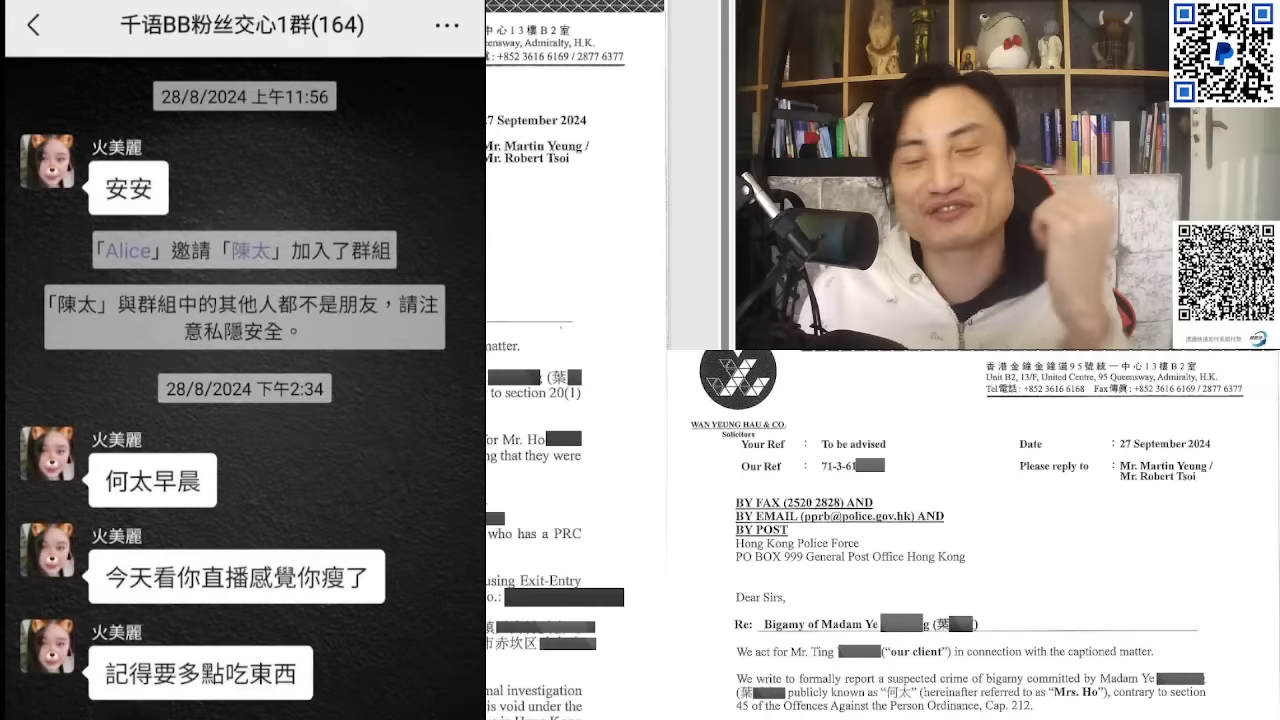 千语BB粉丝交心1群(164)
28/8/2024 上午11:56
火美麗
安安
「Alice」邀請「陳太」加入了群組
「陳太」與群組中的其他人都不是朋友，請注
意私隱安全。
28/8/2024 下午2:34
火美麗
何太早晨
火美麗
今天看你直播感覺你瘦了
火美麗
記得要多點吃東西
中心13樓B2室
ensway, Admiralty, H.K.
: +852 3616 6169 / 2877 6377
27 September 2024
Mr. Martin Yeung /
Mr. Robert Tsoi
natter.
(葉
to section 20(1)
or Mr. Ho
ng that they were
who has a PRC
using Exit-Entry
o.:
市赤坎区
nal investigation
is void under the
香港金鐘金鐘道95號統一中心13樓B2室
Unit B2, 13/F, United Centre, 95 Queensway, Admiralty, H.K.
Tel電話 : +852 3616 6168 Fax傳眞 : +852 3616 6169 / 2877 6377
WAN YEUNG HAU & CO.
Solicitors
Your Ref : To be advised
Date : 27 September 2024
Our Ref : 71-3-61
Please reply to : Mr. Martin Yeung /
Mr. Robert Tsoi
BY FAX (2520 2828) AND
BY EMAIL (pprb@police.gov.hk) AND
BY POST
Hong Kong Police Force
PO BOX 999 General Post Office Hong Kong
Dear Sirs,
Re: Bigamy of Madam Ye g (葉 )
We act for Mr. Ting ("our client") in connection with the captioned matter.
We write to formally report a suspected crime of bigamy committed by Madam Ye
(葉 publicly known as "何太" (hereinafter referred to as "Mrs. Ho"), contrary to section
45 of the Offences Against the Person Ordinance, Cap. 212.